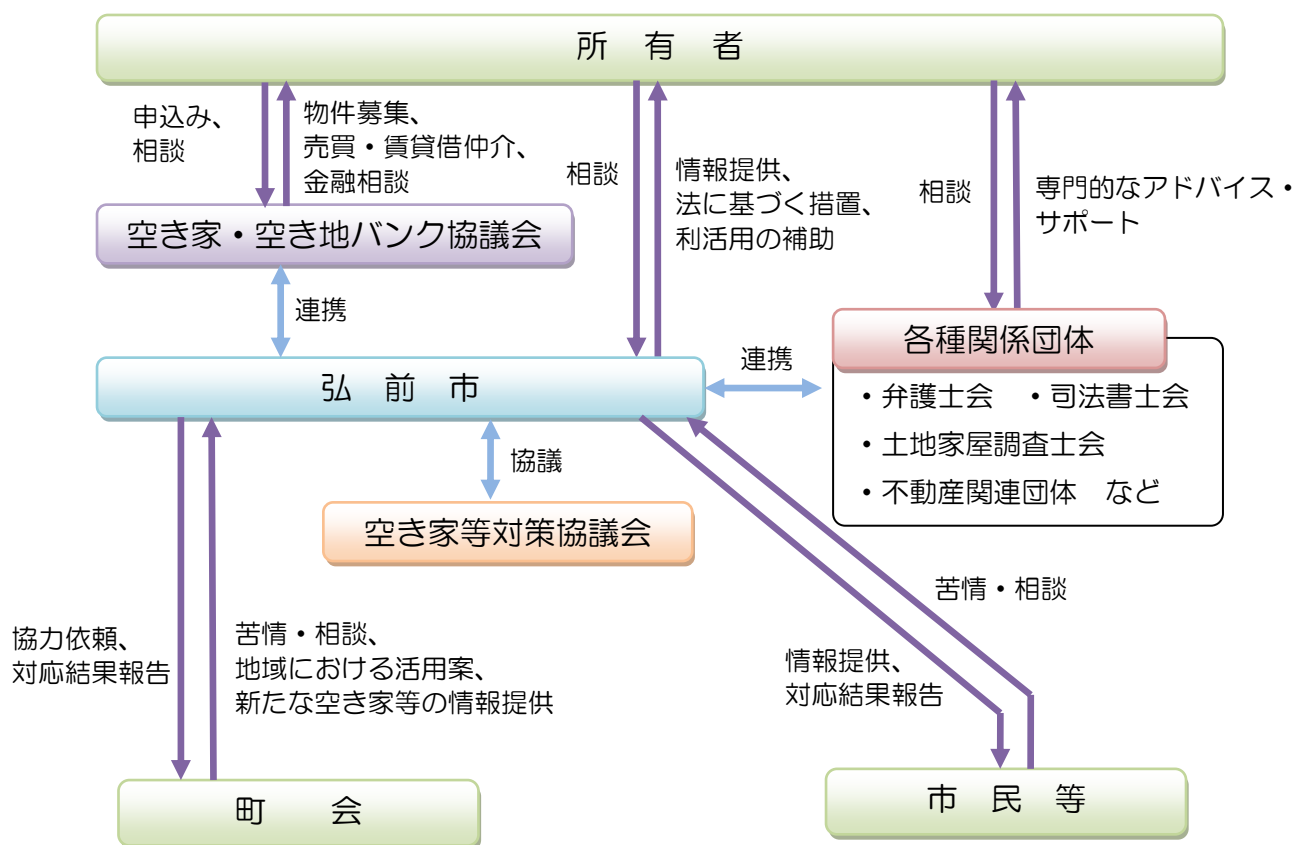 所　有　者
申込み、
相談
物件募集、
売買・賃貸借仲介、
金融相談
相談
情報提供、
法に基づく措置、
利活用の補助
相談
専門的なアドバイス・
サポート
空き家・空き地バンク協議会
連携
各種関係団体
・弁護士会　・司法書士会
・土地家屋調査士会
・不動産関連団体　など
連携
弘　前　市
協議
空き家等対策協議会
協力依頼、
対応結果報告
苦情・相談、
地域における活用案、
新たな空き家等の情報提供
苦情・相談
情報提供、
対応結果報告
町　　会
市　民　等